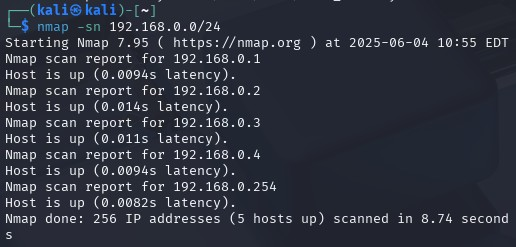 ┌──(kali㉿kali)-[~]
└─$ nmap -sn 192.168.0.0/24
Starting Nmap 7.95 ( https://nmap.org ) at 2025-06-04 10:55 EDT
Nmap scan report for 192.168.0.1
Host is up (0.0094s latency).
Nmap scan report for 192.168.0.2
Host is up (0.014s latency).
Nmap scan report for 192.168.0.3
Host is up (0.011s latency).
Nmap scan report for 192.168.0.4
Host is up (0.0094s latency).
Nmap scan report for 192.168.0.254
Host is up (0.0082s latency).
Nmap done: 256 IP addresses (5 hosts up) scanned in 8.74 second
s